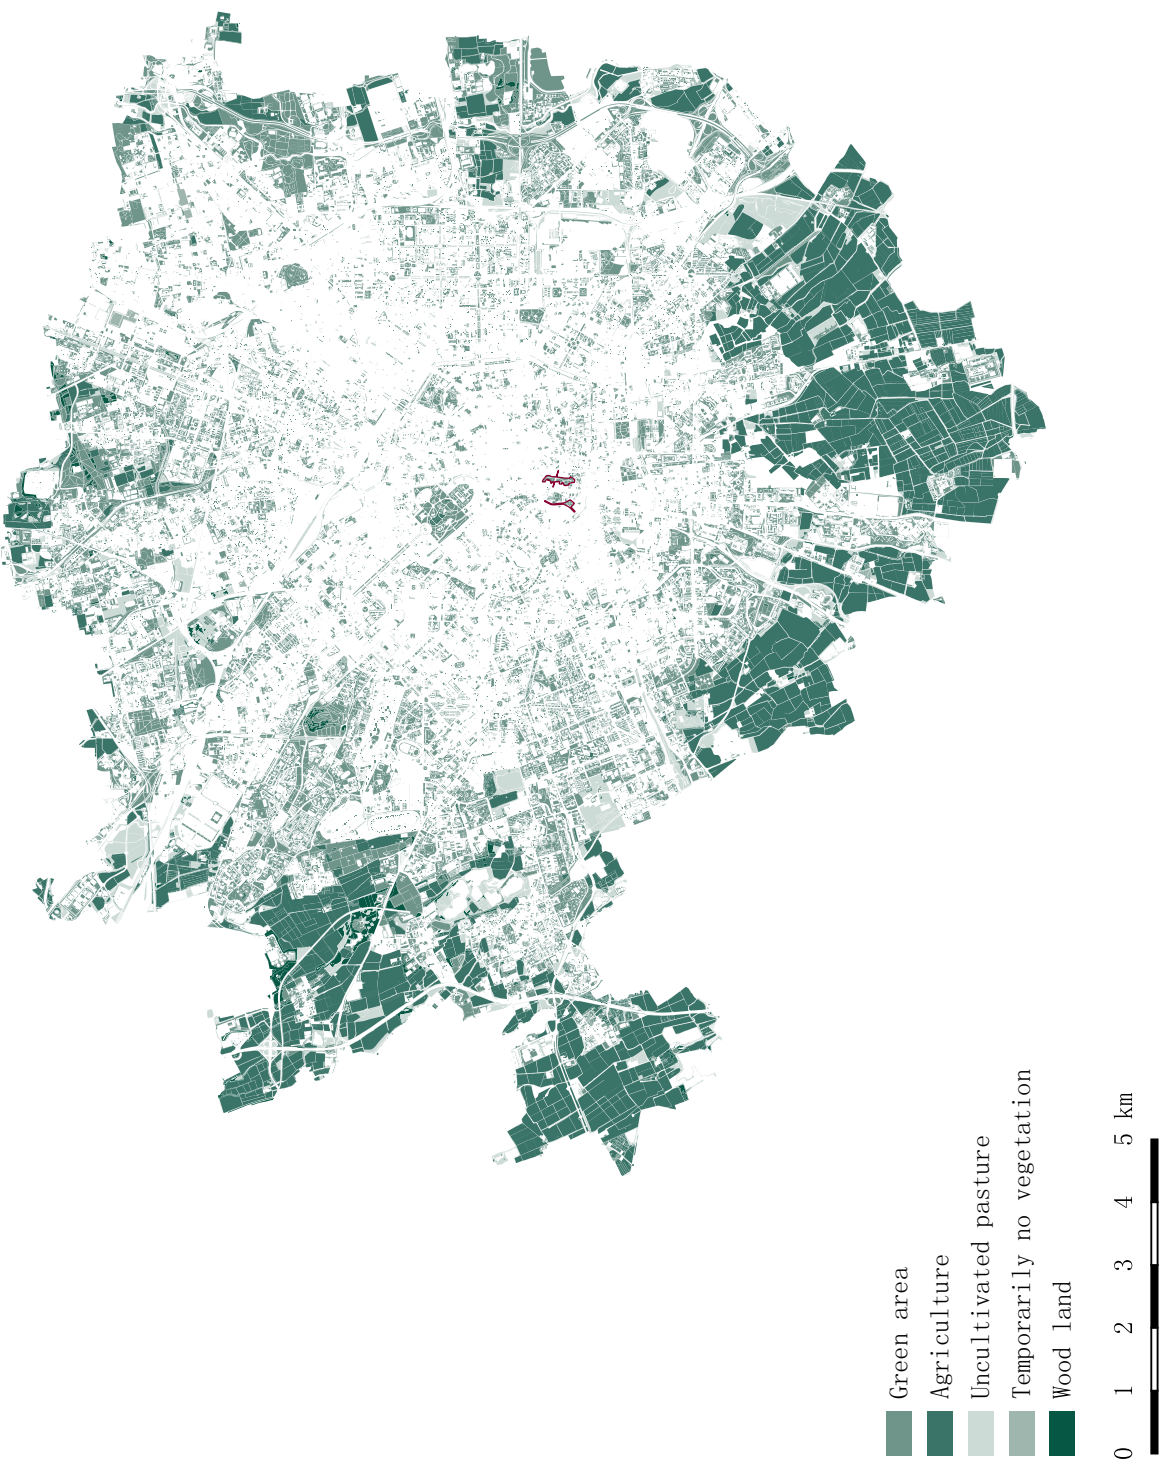 Green area
Agriculture
Uncultivated pasture
Temporarily no vegetation
Wood land
0 1 2 3 4 5 km